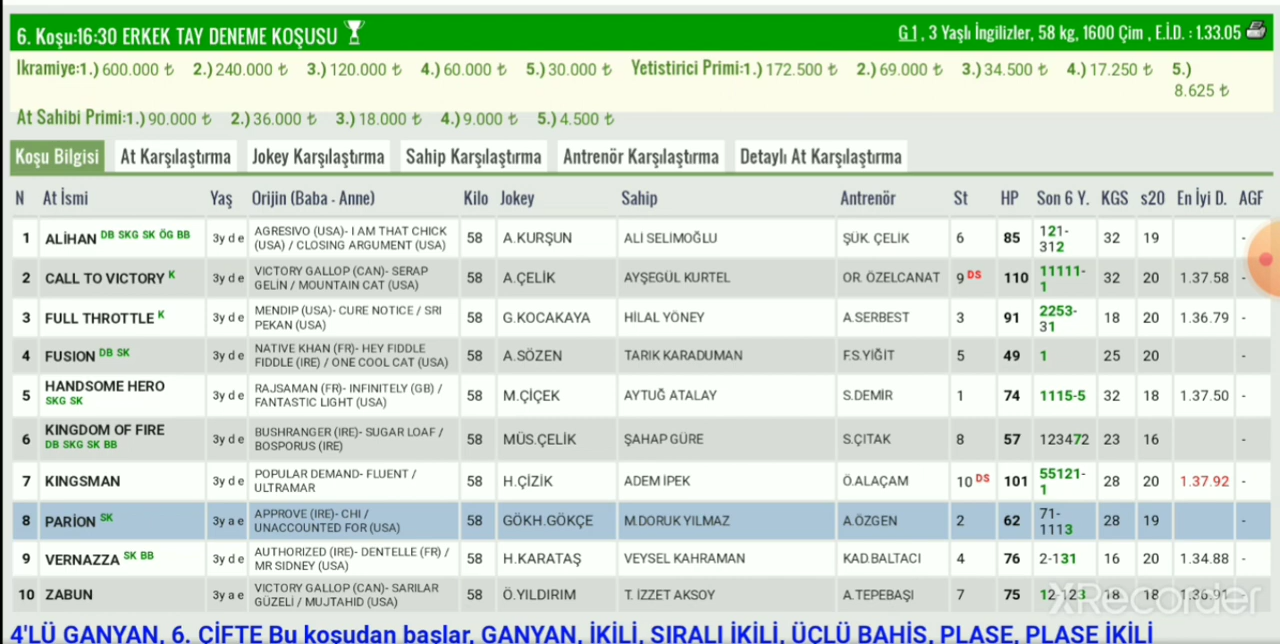 6. Koşu:16:30 ERKEK TAY DENEME KOŞUSU G1, 3 Yaşlı İngilizler, 58 kg, 1600 Çim , E.İ.D. : 1.33.05
Ikramiye:1.) 600.000 ₺ 2.) 240.000 ₺ 3.) 120.000 ₺ 4.) 60.000 ₺ 5.) 30.000 ₺ Yetistirici Primi:1.) 172.500 ₺ 2.) 69.000 ₺ 3.) 34.500 ₺ 4.) 17.250 ₺ 5.)
8.625 ₺
At Sahibi Primi:1.) 90.000 ₺ 2.) 36.000 ₺ 3.) 18.000 ₺ 4.) 9.000 ₺ 5.) 4.500 ₺
Koşu Bilgisi At Karşılaştırma Jokey Karşılaştırma Sahip Karşılaştırma Antrenör Karşılaştırma Detaylı At Karşılaştırma
N At İsmi Yaş Orijin (Baba - Anne) Kilo Jokey Sahip Antrenör St HP Son 6 Y. KGS s20 En İyi D. AGF
1 ALİHAN DB SKG SK ÖG BB 3y d e AGRESIVO (USA)- I AM THAT CHICK (USA) / CLOSING ARGUMENT (USA) 58 A.KURŞUN ALİ SELİMOĞLU ŞÜK. ÇELİK 6 85 121-312 32 19 -
2 CALL TO VICTORY K 3y d e VICTORY GALLOP (CAN)- SERAP GELİN / MOUNTAIN CAT (USA) 58 A.ÇELİK AYŞEGÜL KURTEL OR. ÖZELCANAT 9 DS 110 11111-1 32 20 1.37.58 -
3 FULL THROTTLE K 3y d e MENDIP (USA)- CURE NOTICE / SRI PEKAN (USA) 58 G.KOCAKAYA HİLAL YÖNEY A.SERBEST 3 91 2253-31 18 20 1.36.79 -
4 FUSION DB SK 3y d e NATIVE KHAN (FR)- HEY FIDDLE FIDDLE (IRE) / ONE COOL CAT (USA) 58 A.SÖZEN TARIK KARADUMAN F.S.YİĞİT 5 49 1 25 20 -
5 HANDSOME HERO SKG SK 3y d e RAJSAMAN (FR)- INFINITELY (GB) / FANTASTIC LIGHT (USA) 58 M.ÇİÇEK AYTUĞ ATALAY S.DEMİR 1 74 1115-5 32 18 1.37.50 -
6 KINGDOM OF FIRE DB SKG SK BB 3y d e BUSHRANGER (IRE)- SUGAR LOAF / BOSPORUS (IRE) 58 MÜS.ÇELİK ŞAHAP GÜRE S.ÇITAK 8 57 123472 23 16 -
7 KINGSMAN 3y d e POPULAR DEMAND- FLUENT / ULTRAMAR 58 H.ÇİZİK ADEM İPEK Ö.ALAÇAM 10 DS 101 55121-1 28 20 1.37.92 -
8 PARİON SK 3y a e APPROVE (IRE)- CHI / UNACCOUNTED FOR (USA) 58 GÖKH.GÖKÇE M.DORUK YILMAZ A.ÖZGEN 2 62 71-1113 28 19 -
9 VERNAZZA SK BB 3y d e AUTHORIZED (IRE)- DENTELLE (FR) / MR SIDNEY (USA) 58 H.KARATAŞ VEYSEL KAHRAMAN KAD.BALTACI 4 76 2-131 16 20 1.34.88 -
10 ZABUN 3y a e VICTORY GALLOP (CAN)- SARILAR GÜZELİ / MUJTAHID (USA) 58 Ö.YILDIRIM T. İZZET AKSOY A.TEPEBAŞI 7 75 12-123 18 18 1.36.91 -
XRecorder
4'LÜ GANYAN, 6. ÇİFTE Bu koşudan başlar, GANYAN, İKİLİ, SIRALI İKİLİ, ÜÇLÜ BAHİS, PLASE, PLASE İKİLİ